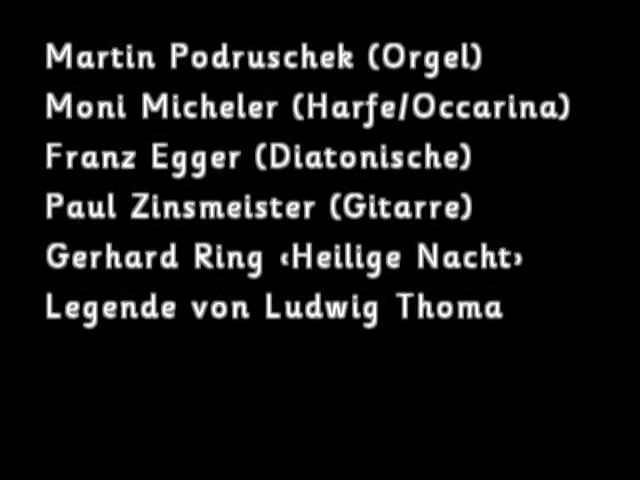 Martin Podruschek (Orgel)
Moni Micheler (Harfe/Occarina)
Franz Egger (Diatonische)
Paul Zinsmeister (Gitarre)
Gerhard Ring ‹Heilige Nacht›
Legende von Ludwig Thoma